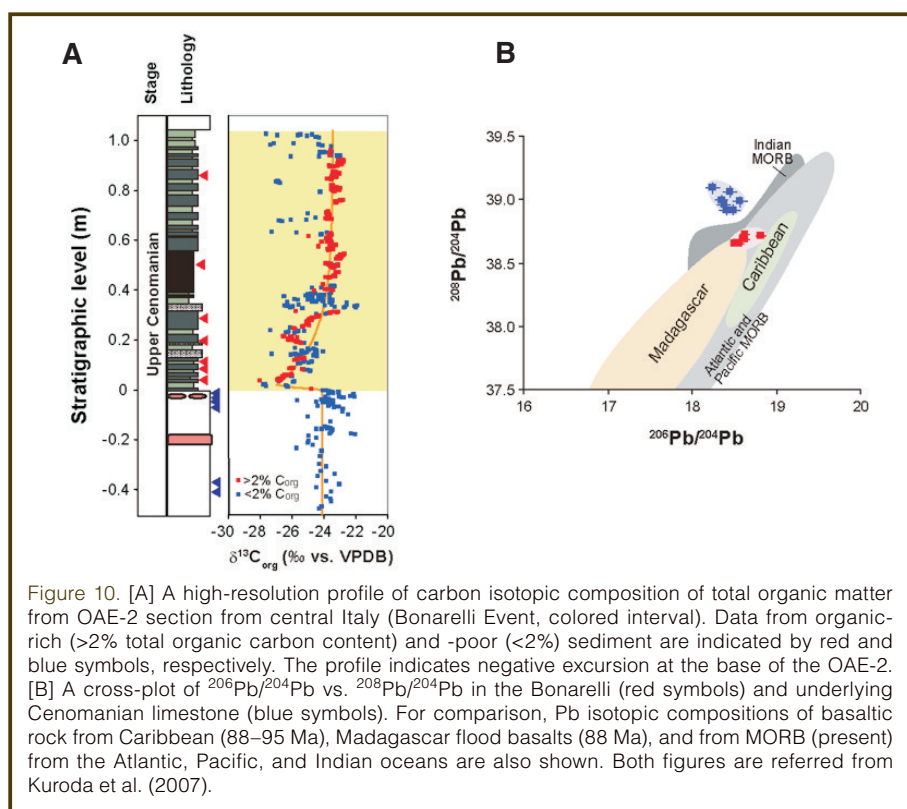 A
B
Stage
Lithology
Upper Cenomanian
Stratigraphic level (m)
1.0
0.8
0.6
0.4
0.2
0
-0.2
-0.4
>2% Corg
<2% Corg
-30 -28 -26 -24 -22 -20
δ¹³Corg (‰ vs. VPDB)
39.5
39.0
38.5
38.0
37.5
²⁰⁸Pb/²⁰⁴Pb
Indian
MORB
Caribbean
Madagascar
Atlantic and
Pacific MORB
16 17 18 19 20
²⁰⁶Pb/²⁰⁴Pb
Figure 10. [A] A high-resolution profile of carbon isotopic composition of total organic matter
from OAE-2 section from central Italy (Bonarelli Event, colored interval). Data from organic-
rich (>2% total organic carbon content) and -poor (<2%) sediment are indicated by red and
blue symbols, respectively. The profile indicates negative excursion at the base of the OAE-2.
[B] A cross-plot of ²⁰⁶Pb/²⁰⁴Pb vs. ²⁰⁸Pb/²⁰⁴Pb in the Bonarelli (red symbols) and underlying
Cenomanian limestone (blue symbols). For comparison, Pb isotopic compositions of basaltic
rock from Caribbean (88–95 Ma), Madagascar flood basalts (88 Ma), and from MORB (present)
from the Atlantic, Pacific, and Indian oceans are also shown. Both figures are referred from
Kuroda et al. (2007).